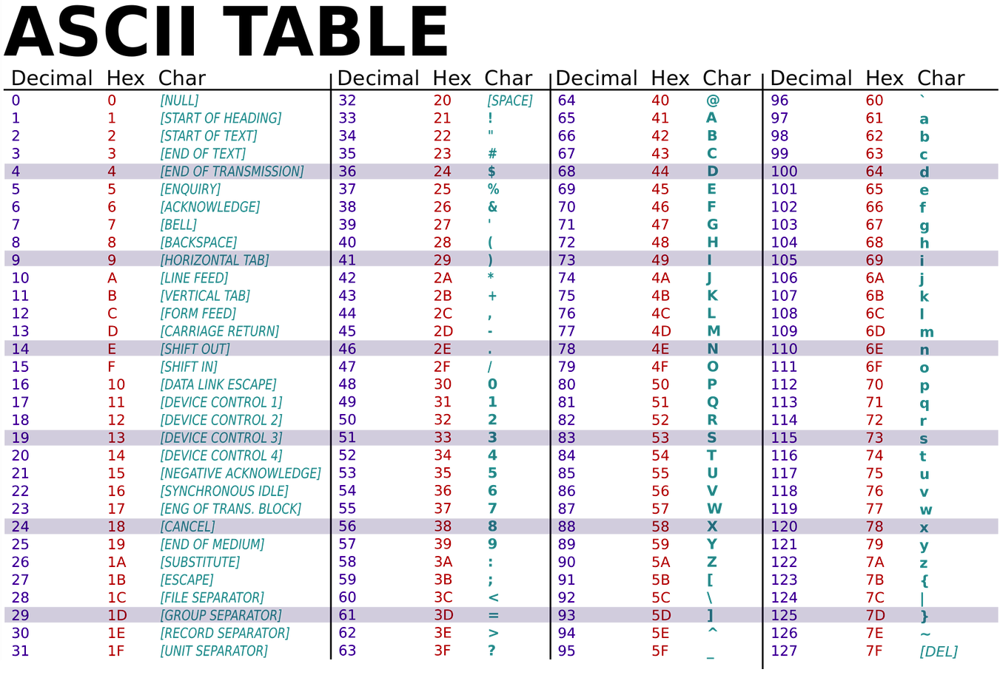 ASCII TABLE
Decimal Hex Char Decimal Hex Char Decimal Hex Char Decimal Hex Char
0 0 [NULL] 32 20 [SPACE] 64 40 @ 96 60 `
1 1 [START OF HEADING] 33 21 ! 65 41 A 97 61 a
2 2 [START OF TEXT] 34 22 " 66 42 B 98 62 b
3 3 [END OF TEXT] 35 23 # 67 43 C 99 63 c
4 4 [END OF TRANSMISSION] 36 24 $ 68 44 D 100 64 d
5 5 [ENQUIRY] 37 25 % 69 45 E 101 65 e
6 6 [ACKNOWLEDGE] 38 26 & 70 46 F 102 66 f
7 7 [BELL] 39 27 ' 71 47 G 103 67 g
8 8 [BACKSPACE] 40 28 ( 72 48 H 104 68 h
9 9 [HORIZONTAL TAB] 41 29 ) 73 49 I 105 69 i
10 A [LINE FEED] 42 2A * 74 4A J 106 6A j
11 B [VERTICAL TAB] 43 2B + 75 4B K 107 6B k
12 C [FORM FEED] 44 2C , 76 4C L 108 6C l
13 D [CARRIAGE RETURN] 45 2D - 77 4D M 109 6D m
14 E [SHIFT OUT] 46 2E . 78 4E N 110 6E n
15 F [SHIFT IN] 47 2F / 79 4F O 111 6F o
16 10 [DATA LINK ESCAPE] 48 30 0 80 50 P 112 70 p
17 11 [DEVICE CONTROL 1] 49 31 1 81 51 Q 113 71 q
18 12 [DEVICE CONTROL 2] 50 32 2 82 52 R 114 72 r
19 13 [DEVICE CONTROL 3] 51 33 3 83 53 S 115 73 s
20 14 [DEVICE CONTROL 4] 52 34 4 84 54 T 116 74 t
21 15 [NEGATIVE ACKNOWLEDGE] 53 35 5 85 55 U 117 75 u
22 16 [SYNCHRONOUS IDLE] 54 36 6 86 56 V 118 76 v
23 17 [ENG OF TRANS. BLOCK] 55 37 7 87 57 W 119 77 w
24 18 [CANCEL] 56 38 8 88 58 X 120 78 x
25 19 [END OF MEDIUM] 57 39 9 89 59 Y 121 79 y
26 1A [SUBSTITUTE] 58 3A : 90 5A Z 122 7A z
27 1B [ESCAPE] 59 3B ; 91 5B [ 123 7B {
28 1C [FILE SEPARATOR] 60 3C < 92 5C \ 124 7C |
29 1D [GROUP SEPARATOR] 61 3D = 93 5D ] 125 7D }
30 1E [RECORD SEPARATOR] 62 3E > 94 5E ^ 126 7E ~
31 1F [UNIT SEPARATOR] 63 3F ? 95 5F _ 127 7F [DEL]